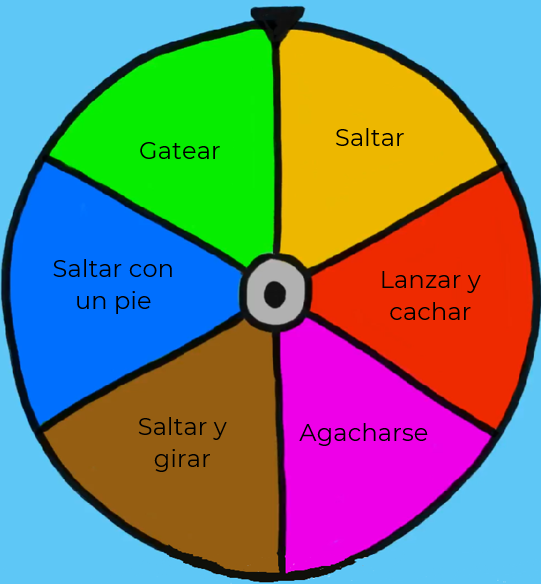 Gatear
Saltar
Saltar con
un pie
Lanzar y
cachar
Saltar y
girar
Agacharse